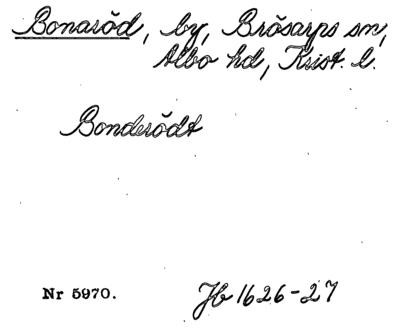 Bonaröd, by, Brösarps sn,
Albo hd, Krist. l.
Bonderödt
Nr 5970. Jb 1626-27